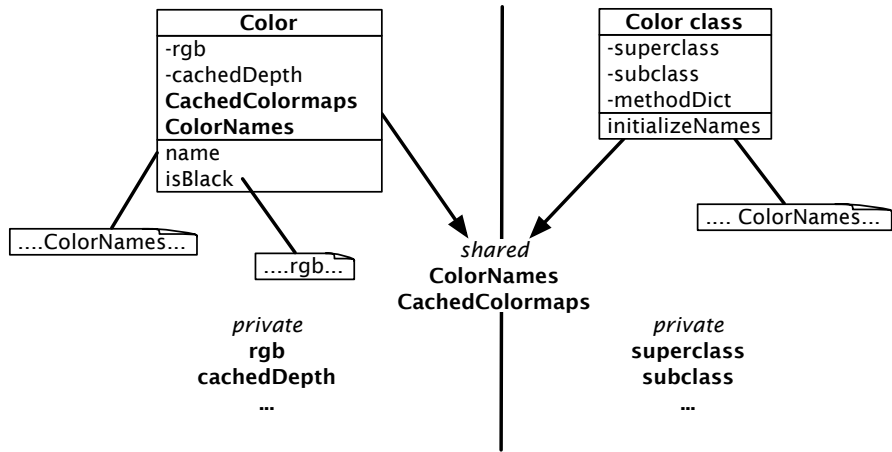 Color
-rgb
-cachedDepth
CachedColormaps
ColorNames
name
isBlack
....ColorNames...
....rgb...
private
rgb
cachedDepth
...
shared
ColorNames
CachedColormaps
Color class
-superclass
-subclass
-methodDict
initializeNames
.... ColorNames...
private
superclass
subclass
...